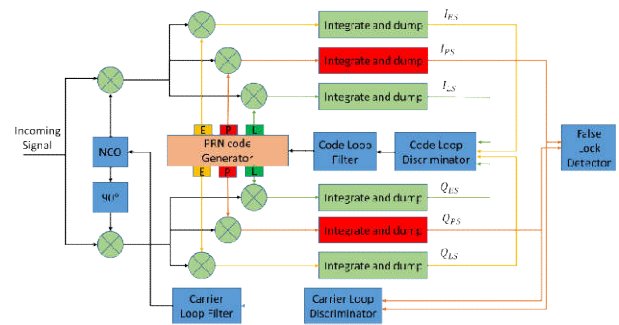 Integrate and dump
I_ES
Integrate and dump
I_PS
Integrate and dump
I_LS
Incoming
Signal
E P L
PRN code
Generator
E P L
NCO
90°
Code Loop
Filter
Code Loop
Discriminator
False
Lock
Detector
Integrate and dump
Q_ES
Integrate and dump
Q_PS
Integrate and dump
Q_LS
Carrier
Loop Filter
Carrier Loop
Discriminator